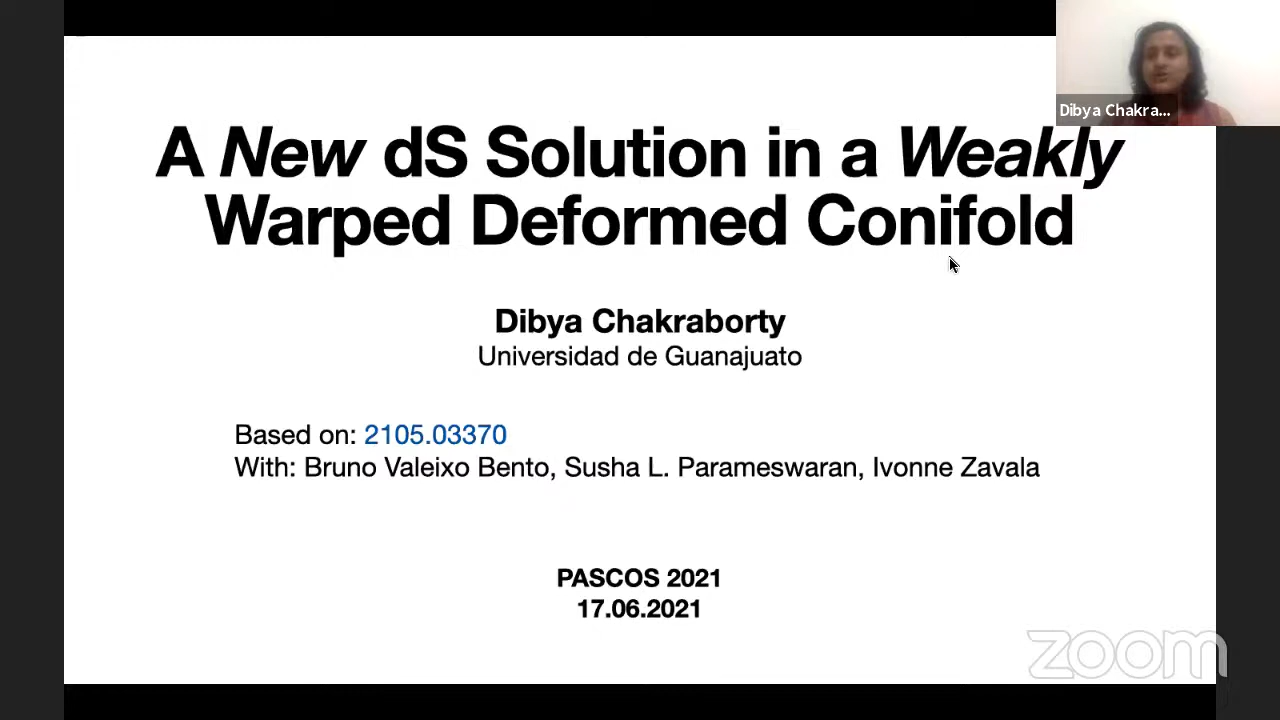 Dibya Chakra...
A New dS Solution in a Weakly
Warped Deformed Conifold
Dibya Chakraborty
Universidad de Guanajuato
Based on: 2105.03370
With: Bruno Valeixo Bento, Susha L. Parameswaran, Ivonne Zavala
PASCOS 2021
17.06.2021
zoom